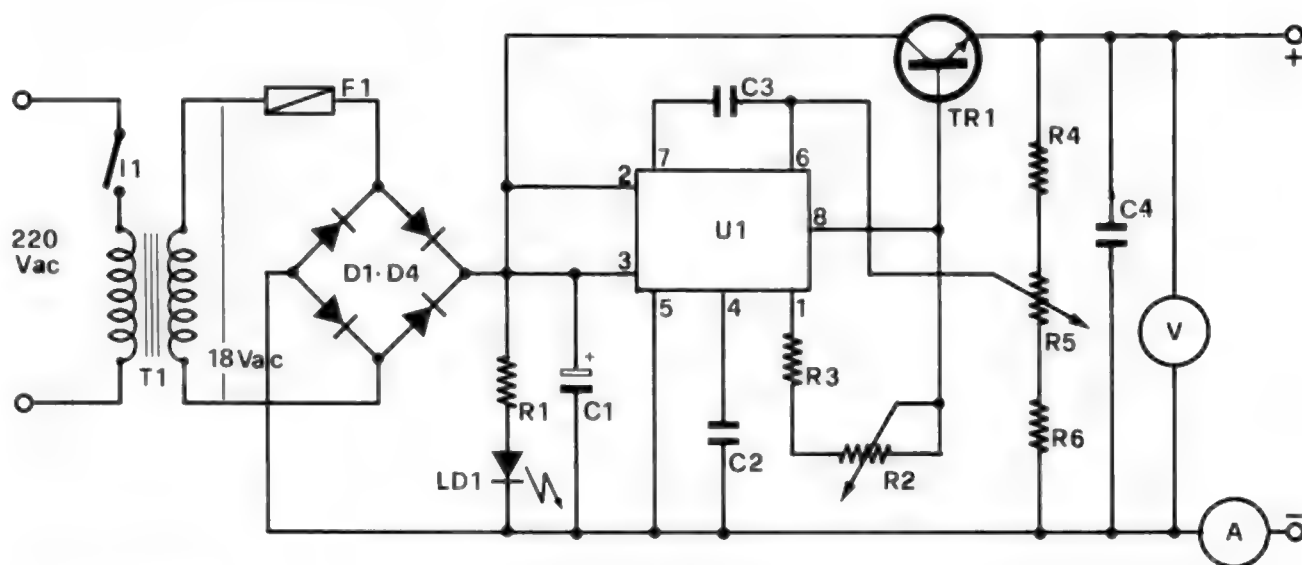 +
TR1
F1
C3
I1
7
6
R4
2
220
Vac
U1
8
C4
D1·D4
3
5
4
1
R5
V
18Vac
T1
+
R1
C1
R3
R6
C2
R2
LD1
A
−